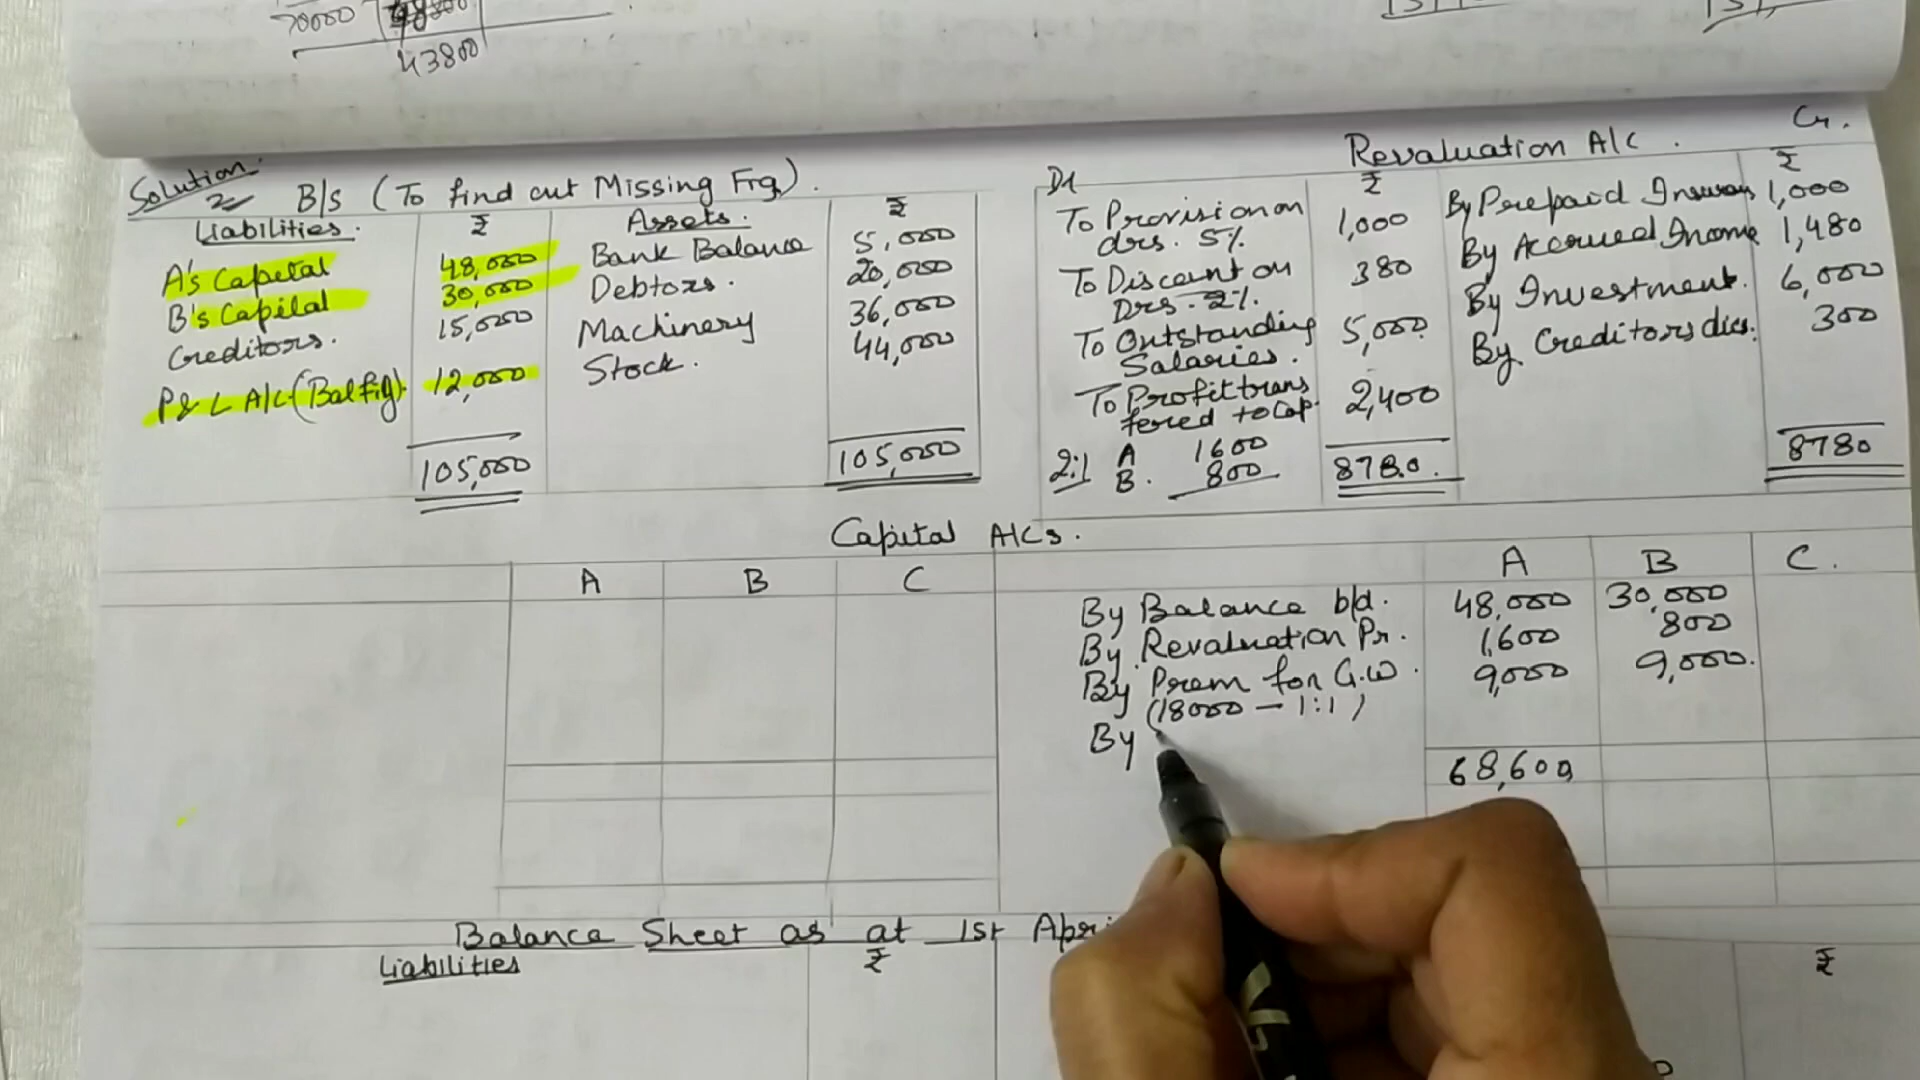 70000
43800
Solution
B/S (To find out Missing Fig.).
Liabilities. ₹ Assets. ₹
A's Capital 48,000 Bank Balance 5,000
B's Capital 30,000 Debtors. 20,000
Creditors. 15,000 Machinery 36,000
P & L A/C (Bal fig). 12,000 Stock. 44,000
105,000 105,000
Dr Revaluation A/c. Cr.
₹ ₹
To Provision on drs. 5% 1,000 By Prepaid 1,000
To Discount on Drs. 2% 380 By Accrued Income 1,480
To Outstanding Salaries. 5,000 By Investment. 6,000
To Profit transfered to Cap. 2,400 By Creditors 300
2:1 A 1600
B. 800
8780. 8780
Capital A/Cs.
A B C A B C.
By Balance b/d. 48,000 30,000
By Revaluation Pr. 1,600 800
By Prem for G.W. 9,000 9,000.
(18000 - 1:1)
By
68,600
Balance Sheet as at 1st Apri
Liabilities ₹ ₹